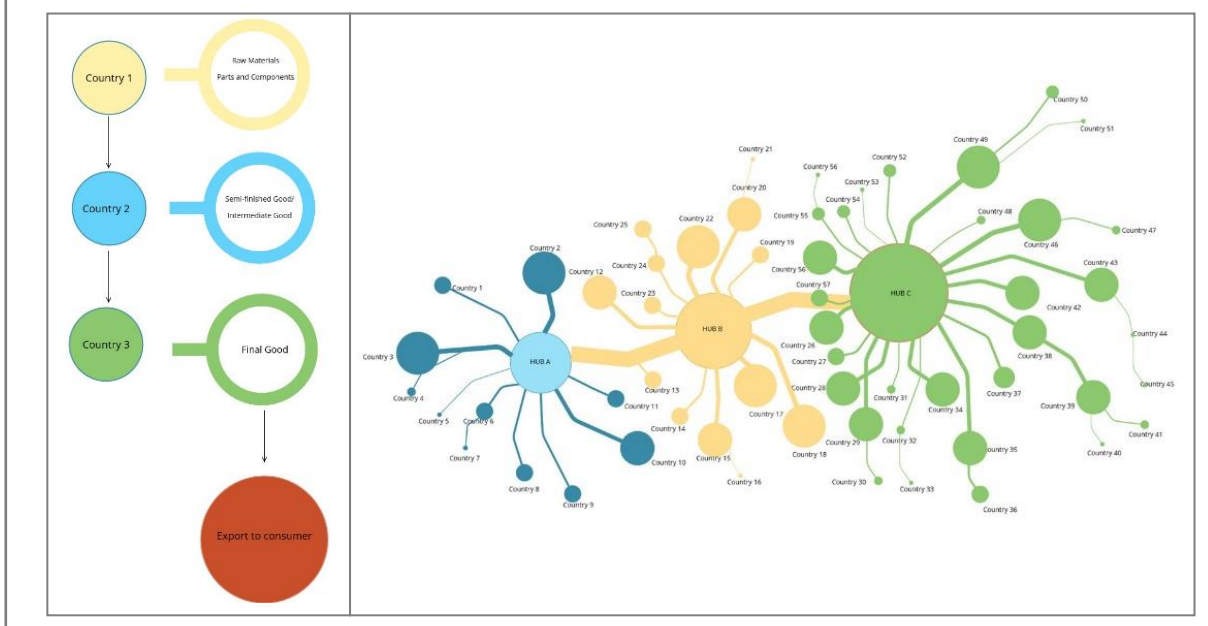 Country 1
Raw Materials
Parts and Components
Country 2
Semi-finished Good/
Intermediate Good
Country 3
Final Good
Export to consumer
Country 50
Country 51
Country 49
Country 21
Country 56
Country 52
Country 53
Country 20
Country 54
Country 55
Country 48
Country 47
Country 46
Country 25
Country 22
Country 19
Country 2
Country 24
Country 12
Country 56
Country 43
Country 1
Country 23
Country 57
HUB C
Country 42
HUB B
Country 44
Country 26
Country 3
HUB A
Country 27
Country 38
Country 13
Country 28
Country 31
Country 37
Country 45
Country 4
Country 11
Country 17
Country 34
Country 39
Country 5
Country 6
Country 14
Country 29
Country 32
Country 41
Country 7
Country 10
Country 15
Country 18
ountry 35
Country 40
Country 16
Country 30
Country 33
Country 8
Country 9
Country 36